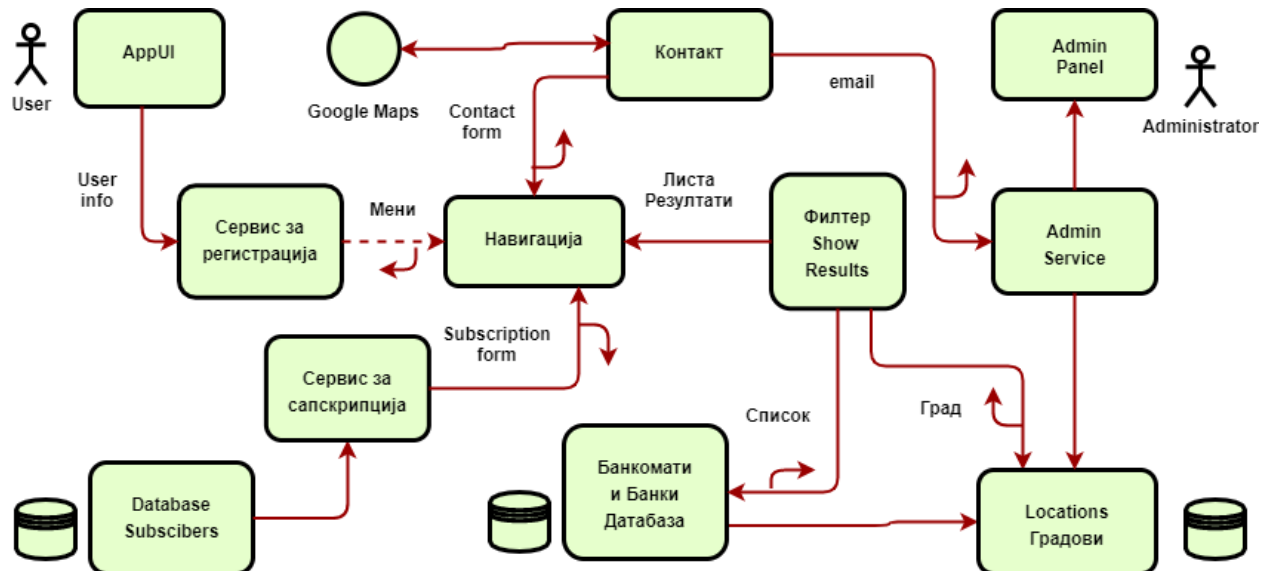 AppUI
User
Google Maps
Контакт
email
Admin
Panel
Administrator
Contact
form
User
info
Сервис за
регистрација
Мени
Навигација
Листа
Резултати
Филтер
Show
Results
Admin
Service
Subscription
form
Сервис за
сапскрипција
Список
Град
Database
Subscibers
Банкомати
и Банки
Датабаза
Locations
Градови